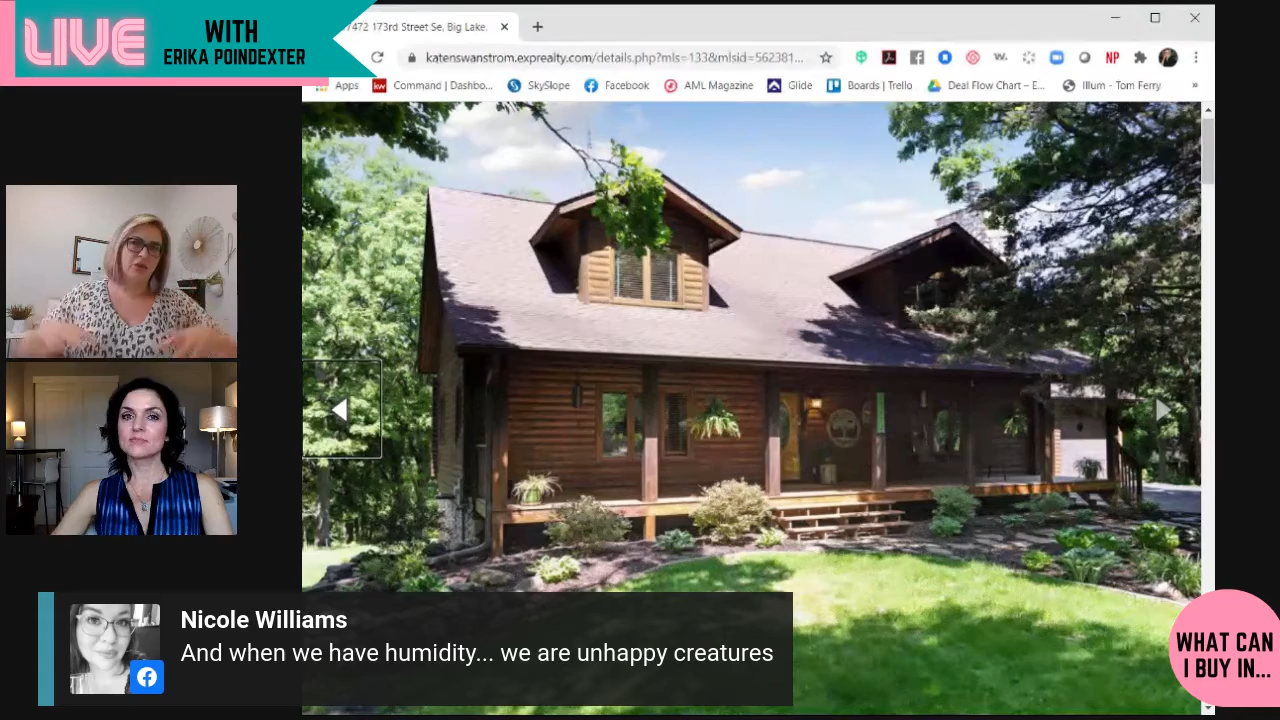 LIVE
WITH
ERIKA POINDEXTER
7472 173rd Street Se, Big Lake,
katenswanstrom.exprealty.com/details.php?mls=133&mlsid=562381...
Apps
kw
Command | Dashbo...
SkySlope
Facebook
AML Magazine
Glide
Boards | Trello
Deal Flow Chart – E...
Illum - Tom Ferry
»
W.
NP
Nicole Williams
And when we have humidity... we are unhappy creatures
WHAT CAN
I BUY IN...